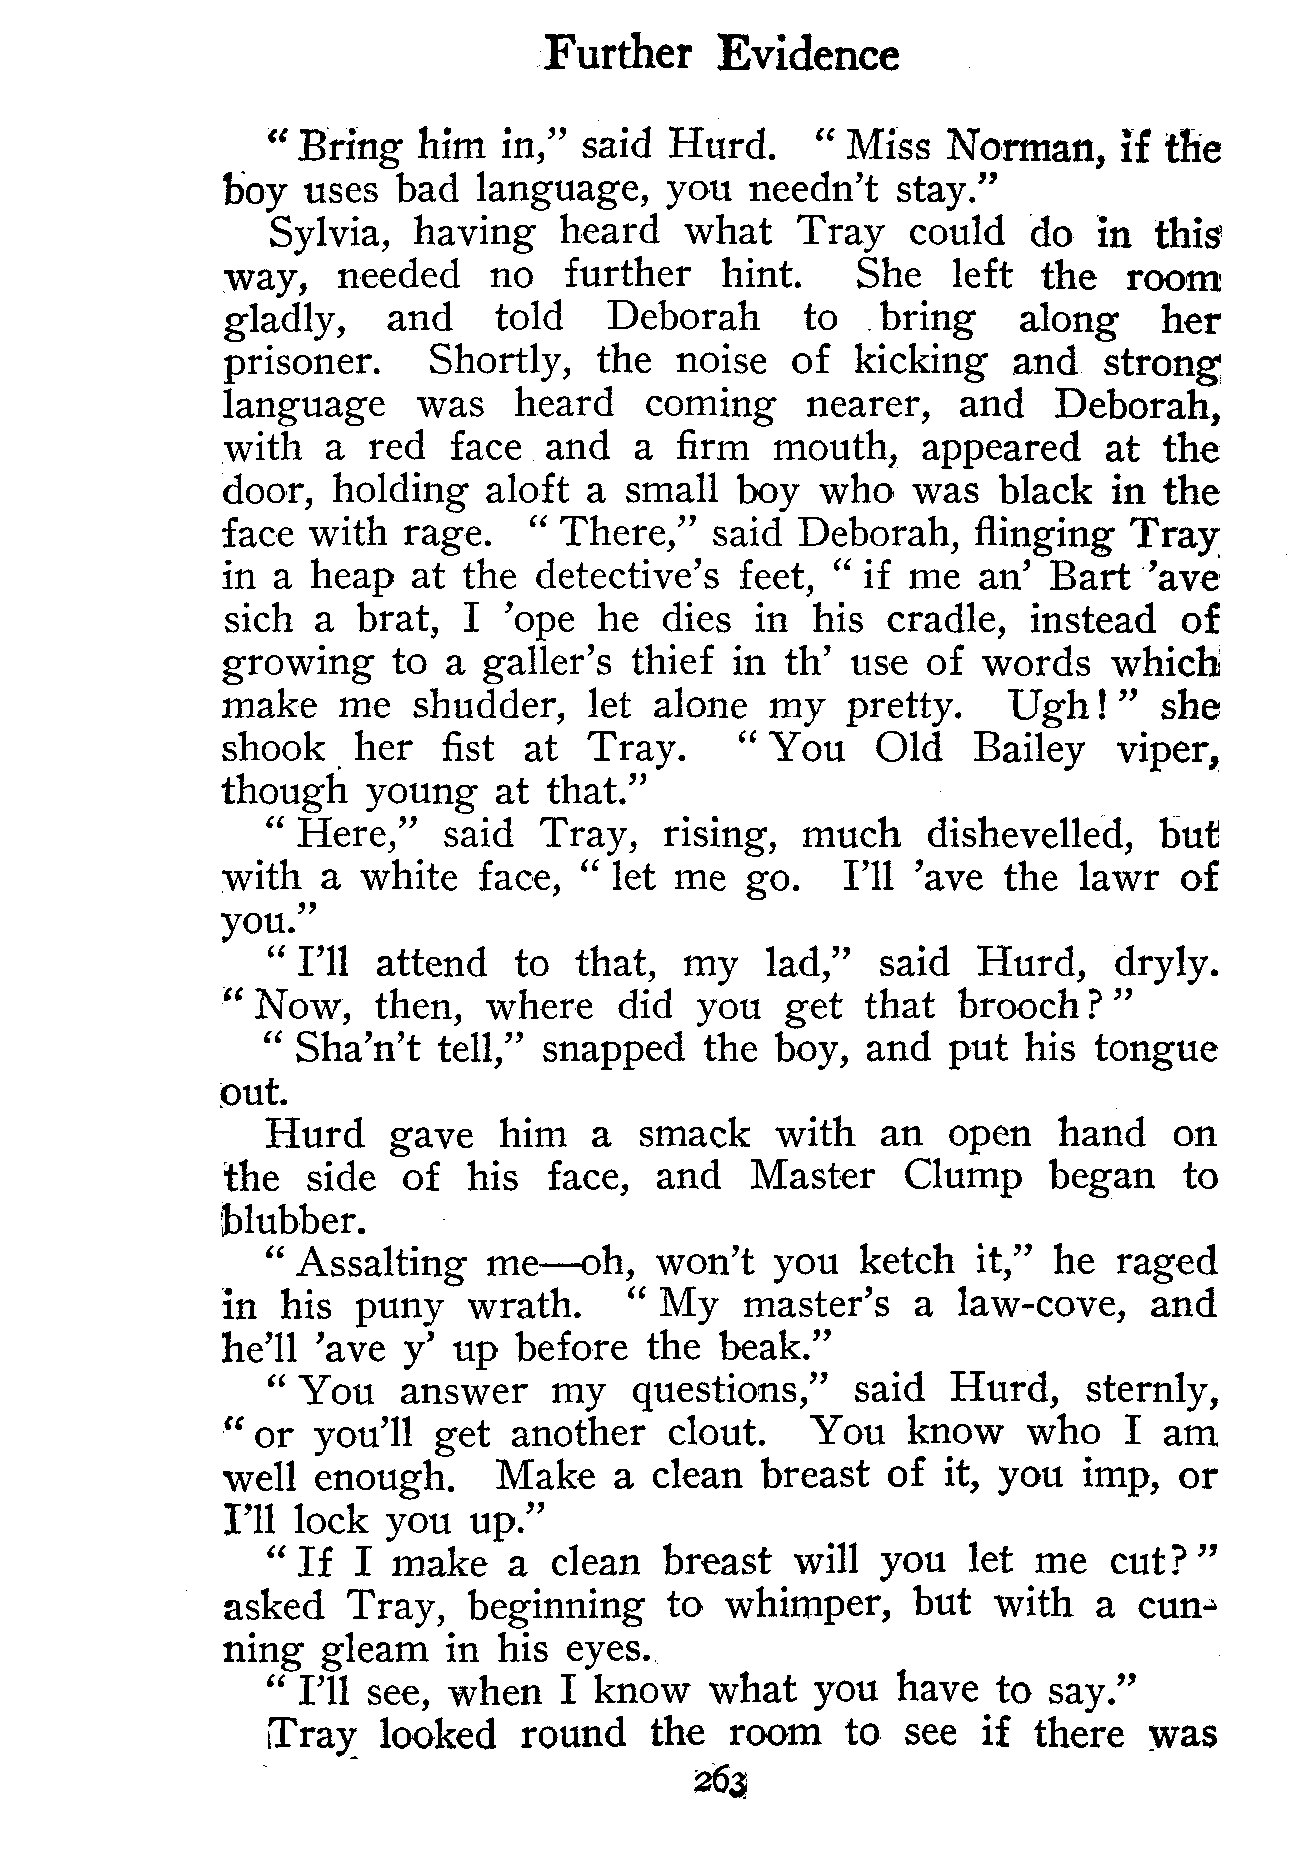 Further Evidence
“ Bring him in,” said Hurd. “ Miss Norman, if the
boy uses bad language, you needn't stay.”
Sylvia, having heard what Tray could do in this
way, needed no further hint. She left the room
gladly, and told Deborah to bring along her
prisoner. Shortly, the noise of kicking and strong
language was heard coming nearer, and Deborah,
with a red face and a firm mouth, appeared at the
door, holding aloft a small boy who was black in the
face with rage. “ There,” said Deborah, flinging Tray
in a heap at the detective’s feet, “ if me an’ Bart ’ave
sich a brat, I ’ope he dies in his cradle, instead of
growing to a galler’s thief in th’ use of words which
make me shudder, let alone my pretty. Ugh! ” she
shook her fist at Tray. “ You Old Bailey viper,
though young at that.”
“ Here,” said Tray, rising, much dishevelled, but
with a white face, “ let me go. I’ll ’ave the lawr of
you.”
“ I’ll attend to that, my lad,” said Hurd, dryly.
“ Now, then, where did you get that brooch? ”
“ Sha’n’t tell,” snapped the boy, and put his tongue
out.
Hurd gave him a smack with an open hand on
the side of his face, and Master Clump began to
blubber.
“ Assalting me—oh, won’t you ketch it,” he raged
in his puny wrath. “ My master’s a law-cove, and
he’ll ’ave y’ up before the beak.”
“ You answer my questions,” said Hurd, sternly,
“ or you’ll get another clout. You know who I am
well enough. Make a clean breast of it, you imp, or
I’ll lock you up.”
“ If I make a clean breast will you let me cut? ”
asked Tray, beginning to whimper, but with a cun-
ning gleam in his eyes.
“ I’ll see, when I know what you have to say.”
Tray looked round the room to see if there was
263